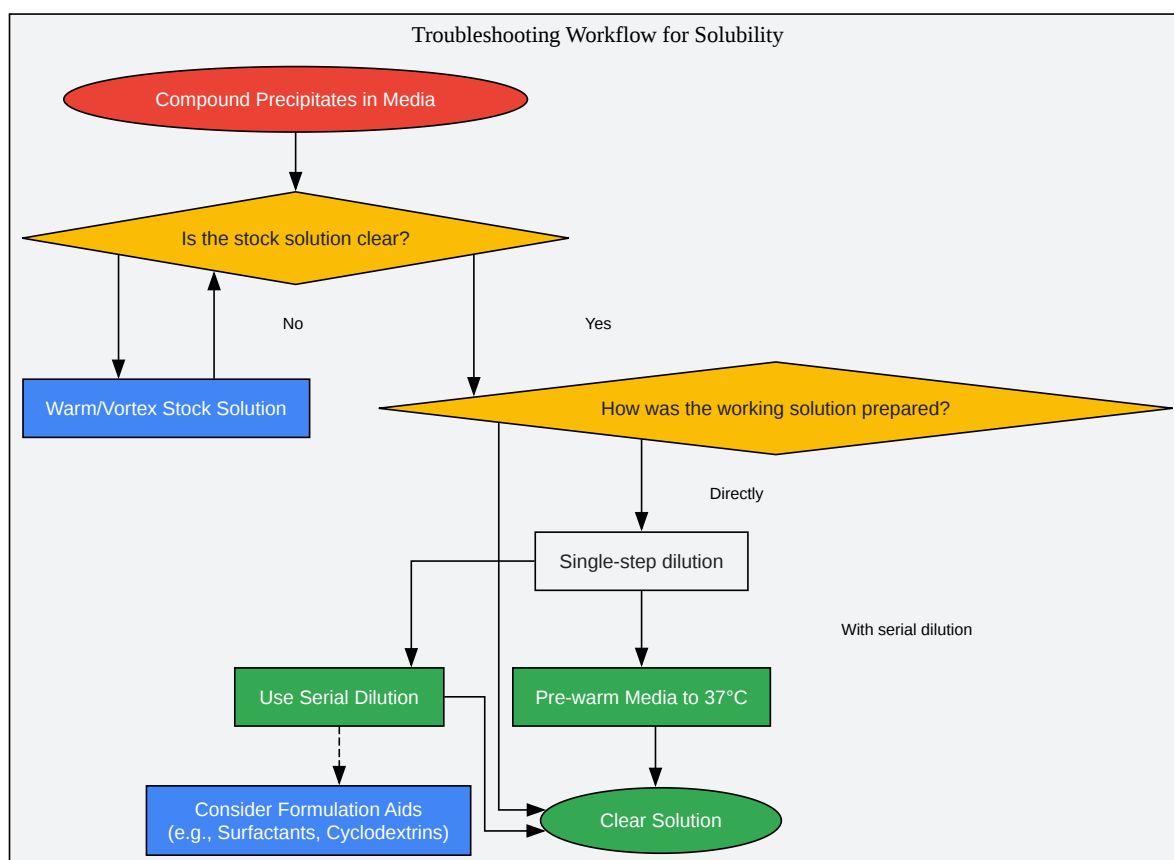 Troubleshooting Workflow for Solubility
Compound Precipitates in Media
Is the stock solution clear?
No
Yes
Warm/Vortex Stock Solution
How was the working solution prepared?
Directly
Single-step dilution
With serial dilution
Use Serial Dilution
Pre-warm Media to 37°C
Consider Formulation Aids
(e.g., Surfactants, Cyclodextrins)
Clear Solution